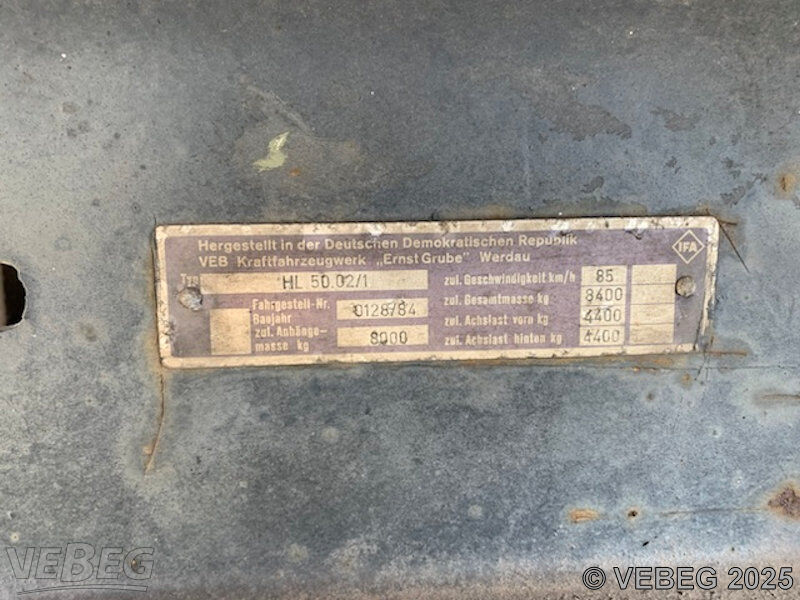 Hergestellt in der Deutschen Demokratischen Republik
VEB Kraftfahrzeugwerk „Ernst Grube" Werdau
IFA
Typ HL 50.02/1
Fahrgestell-Nr.
Baujahr 0128/84
zul. Anhänge-
masse kg 8000
zul. Geschwindigkeit km/h 85
zul. Gesamtmasse kg 8400
zul. Achslast vorn kg 4400
zul. Achslast hinten kg 4400
VEBEG
© VEBEG 2025